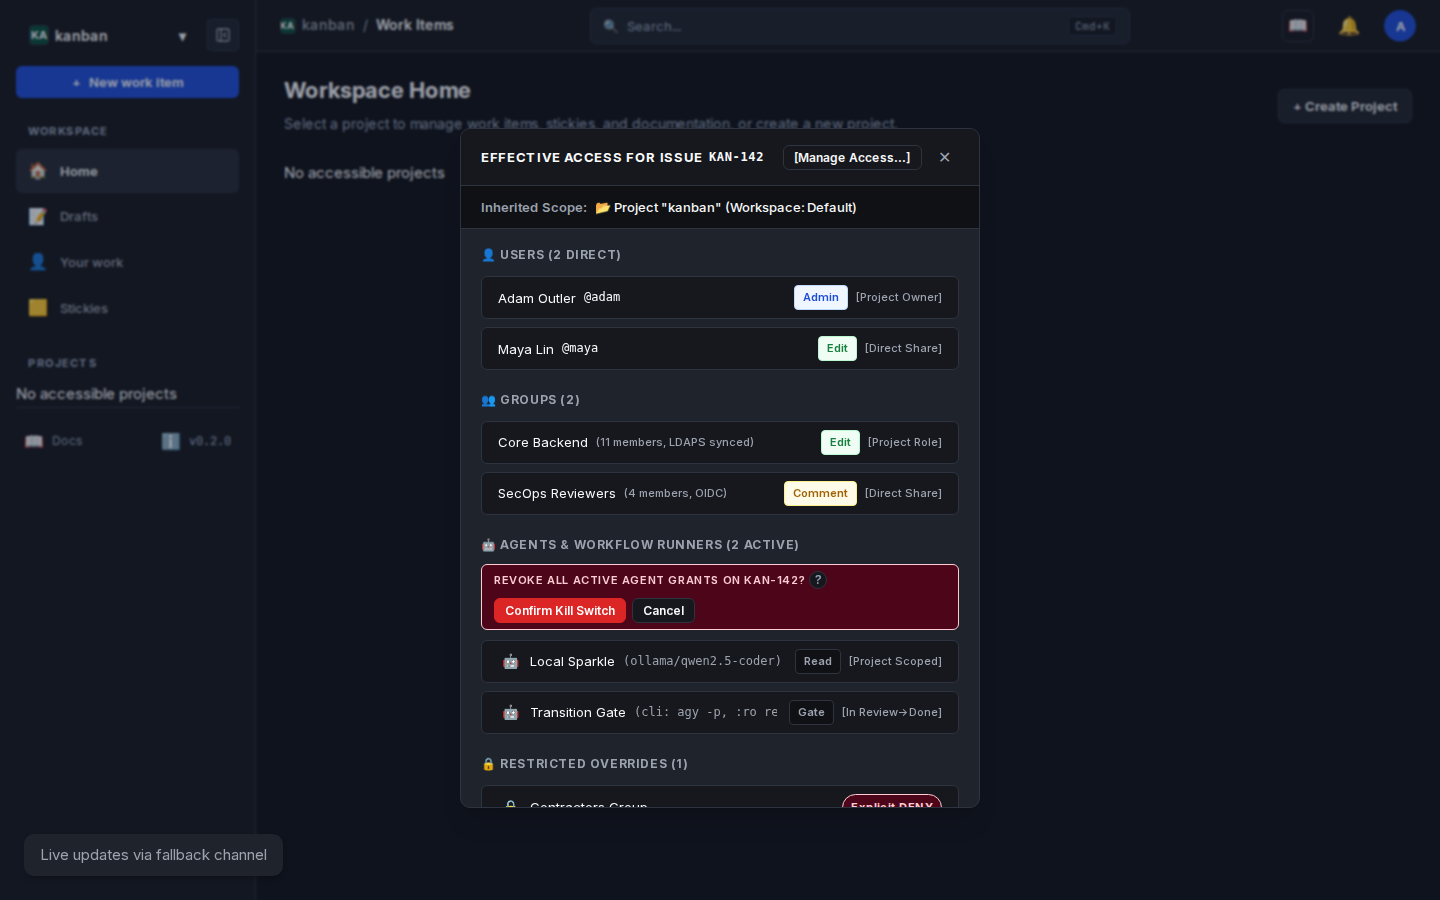 KA kanban ▼
+ New work item
WORKSPACE
Home
Drafts
Your work
Stickies
PROJECTS
No accessible projects
Docs v0.2.0
KA kanban / Work Items
Search... Cmd+K
A
Workspace Home
Select a project to manage work items, stickies, and documentation, or create a new project.
+ Create Project
No accessible projects
EFFECTIVE ACCESS FOR ISSUE KAN-142 [Manage Access...] ✕
Inherited Scope: Project "kanban" (Workspace: Default)
USERS (2 DIRECT)
Adam Outler @adam Admin [Project Owner]
Maya Lin @maya Edit [Direct Share]
GROUPS (2)
Core Backend (11 members, LDAPS synced) Edit [Project Role]
SecOps Reviewers (4 members, OIDC) Comment [Direct Share]
AGENTS & WORKFLOW RUNNERS (2 ACTIVE)
REVOKE ALL ACTIVE AGENT GRANTS ON KAN-142? ?
Confirm Kill Switch Cancel
Local Sparkle (ollama/qwen2.5-coder) Read [Project Scoped]
Transition Gate (cli: agy -p, :ro re Gate [In Review→Done]
RESTRICTED OVERRIDES (1)
Contractors Group Explicit DENY
Live updates via fallback channel